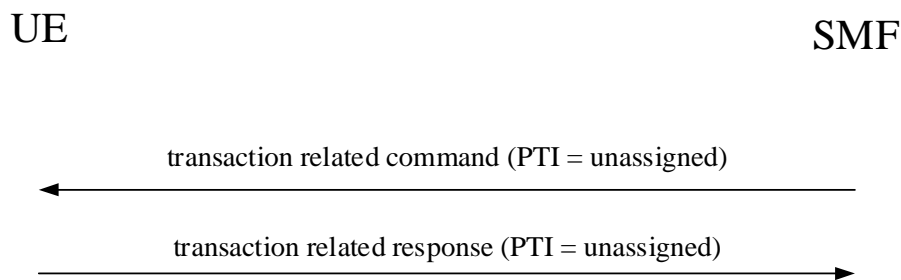 UE
SMF
transaction related command (PTI = unassigned)
transaction related response (PTI = unassigned)